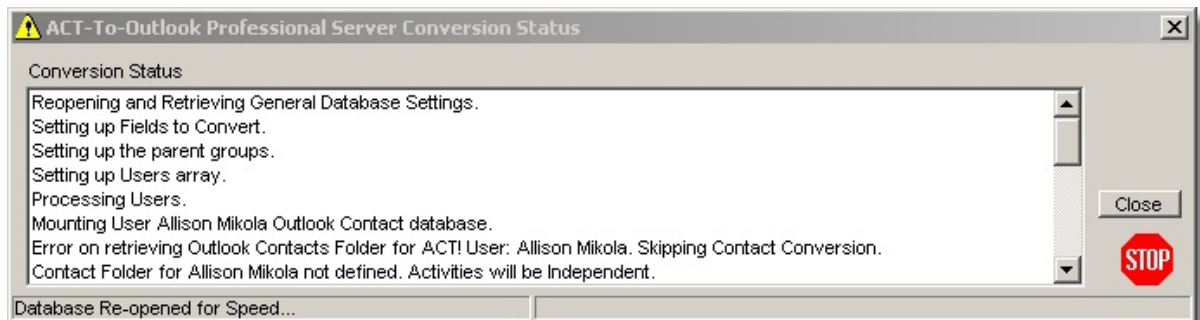 ACT-To-Outlook Professional Server Conversion Status
Conversion Status
Reopening and Retrieving General Database Settings.
Setting up Fields to Convert.
Setting up the parent groups.
Setting up Users array.
Processing Users.
Mounting User Allison Mikola Outlook Contact database.
Error on retrieving Outlook Contacts Folder for ACT! User: Allison Mikola. Skipping Contact Conversion.
Contact Folder for Allison Mikola not defined. Activities will be Independent.
Close
STOP
Database Re-opened for Speed...